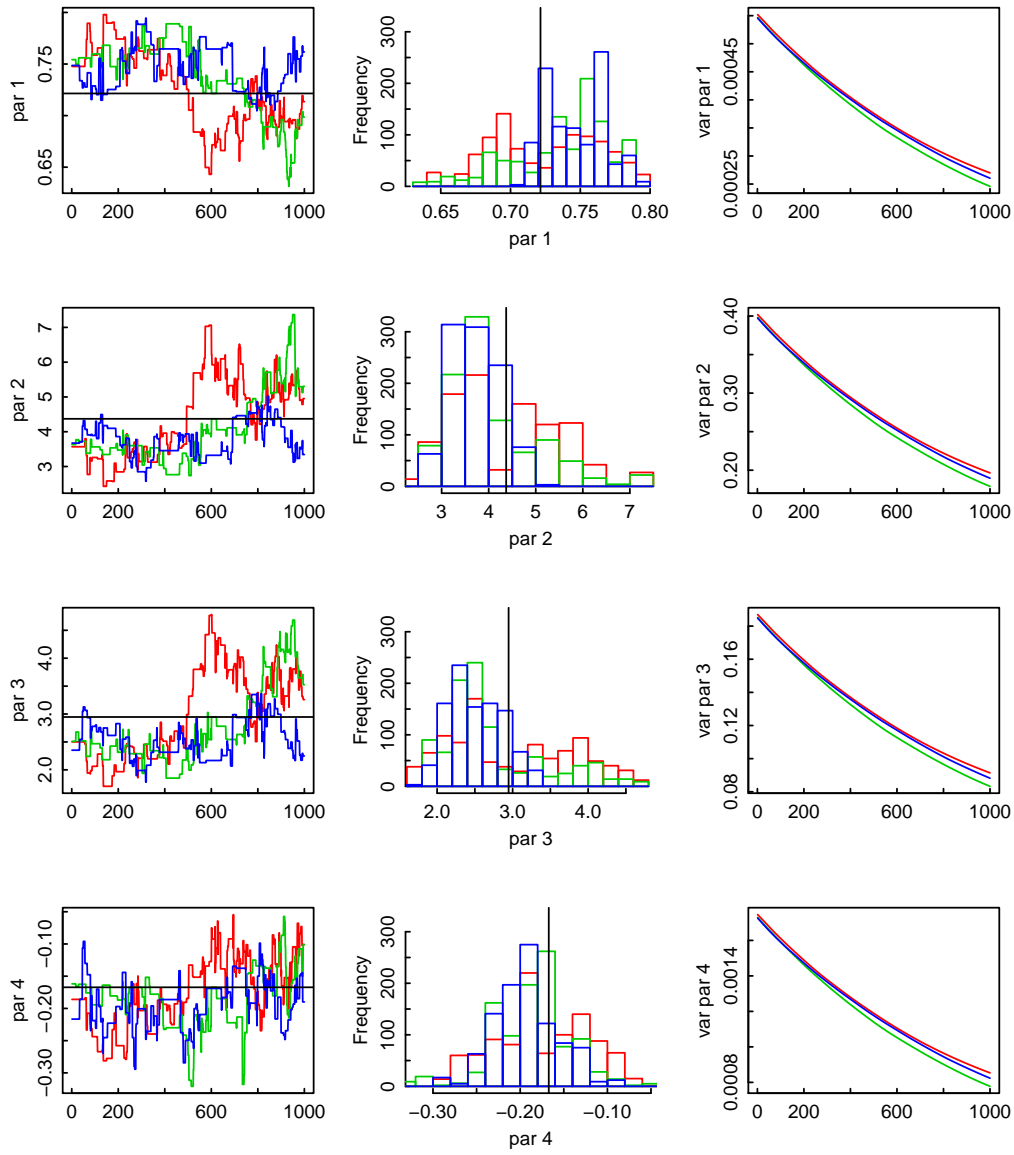 par 1
0.65 0.75
0 200 600 1000
Frequency
0 100 200 300
0.65 0.70 0.75 0.80
par 1
var par 1
0.00025 0.00045
0 200 600 1000
par 2
3 4 5 6 7
0 200 600 1000
Frequency
0 100 200 300
3 4 5 6 7
par 2
var par 2
0.20 0.30 0.40
0 200 600 1000
par 3
2.0 3.0 4.0
0 200 600 1000
Frequency
0 100 200 300
2.0 3.0 4.0
par 3
var par 3
0.08 0.12 0.16
0 200 600 1000
par 4
−0.30 −0.20 −0.10
0 200 600 1000
Frequency
0 100 200 300
−0.30 −0.20 −0.10
par 4
var par 4
0.0008 0.0014
0 200 600 1000